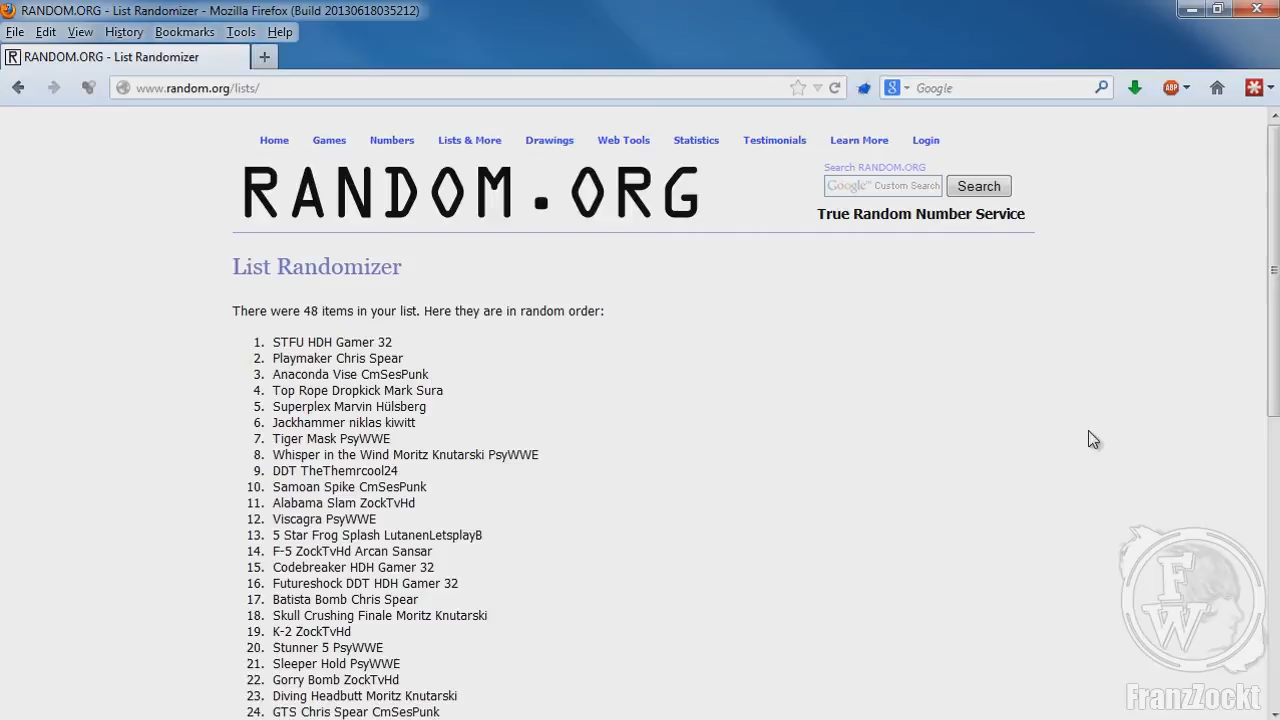 RANDOM.ORG - List Randomizer - Mozilla Firefox (Build 20130618035212)
File Edit View History Bookmarks Tools Help
RANDOM.ORG - List Randomizer
www.random.org/lists/
Google
ABP
Home Games Numbers Lists & More Drawings Web Tools Statistics Testimonials Learn More Login
RANDOM.ORG
Search RANDOM.ORG
Google™ Custom Search Search
True Random Number Service
List Randomizer
There were 48 items in your list. Here they are in random order:
1. STFU HDH Gamer 32
2. Playmaker Chris Spear
3. Anaconda Vise CmSesPunk
4. Top Rope Dropkick Mark Sura
5. Superplex Marvin Hülsberg
6. Jackhammer niklas kiwitt
7. Tiger Mask PsyWWE
8. Whisper in the Wind Moritz Knutarski PsyWWE
9. DDT TheThemrcool24
10. Samoan Spike CmSesPunk
11. Alabama Slam ZockTvHd
12. Viscagra PsyWWE
13. 5 Star Frog Splash LutanenLetsplayB
14. F-5 ZockTvHd Arcan Sansar
15. Codebreaker HDH Gamer 32
16. Futureshock DDT HDH Gamer 32
17. Batista Bomb Chris Spear
18. Skull Crushing Finale Moritz Knutarski
19. K-2 ZockTvHd
20. Stunner 5 PsyWWE
21. Sleeper Hold PsyWWE
22. Gorry Bomb ZockTvHd
23. Diving Headbutt Moritz Knutarski
24. GTS Chris Spear CmSesPunk
FW
FranzZockt